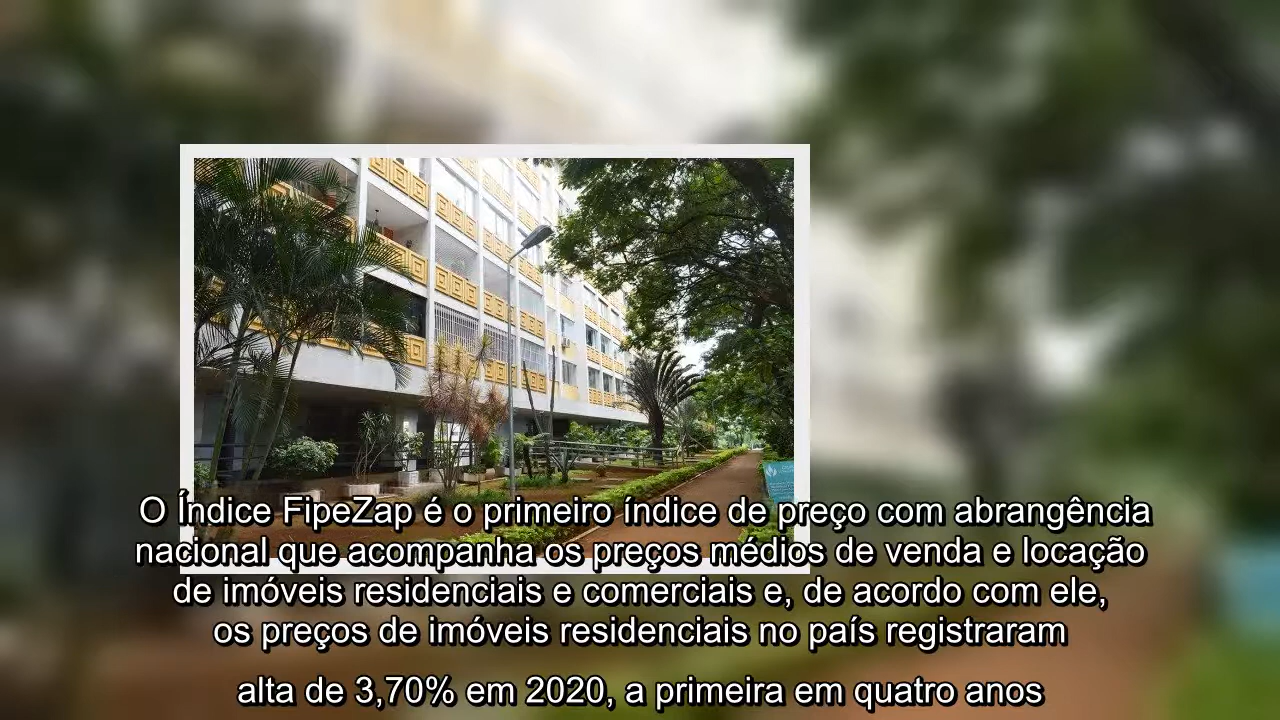 O Índice FipeZap é o primeiro índice de preço com abrangência
nacional que acompanha os preços médios de venda e locação
de imóveis residenciais e comerciais e, de acordo com ele,
os preços de imóveis residenciais no país registraram
alta de 3,70% em 2020, a primeira em quatro anos